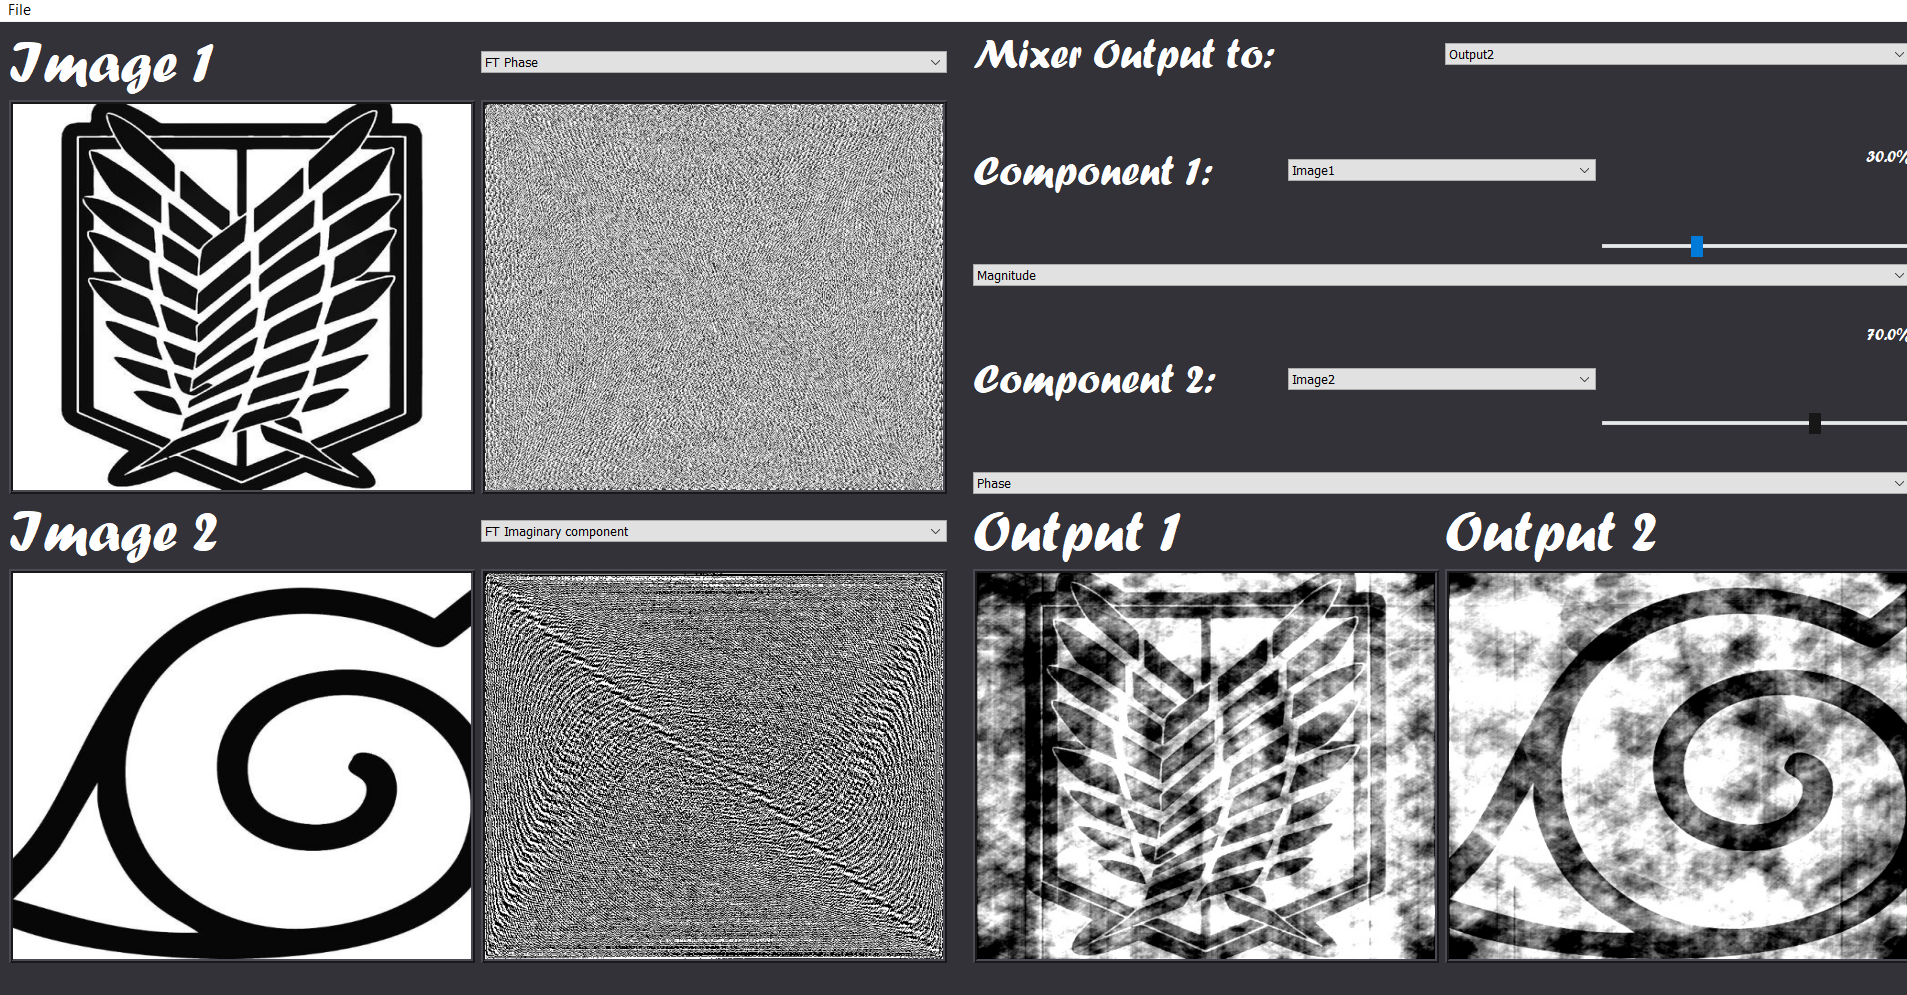 File
Image 1
FT Phase
Mixer Output to:
Output2
Component 1:
Image1
30.0%
Magnitude
70.0%
Component 2:
Image2
Phase
Image 2
FT Imaginary component
Output 1
Output 2